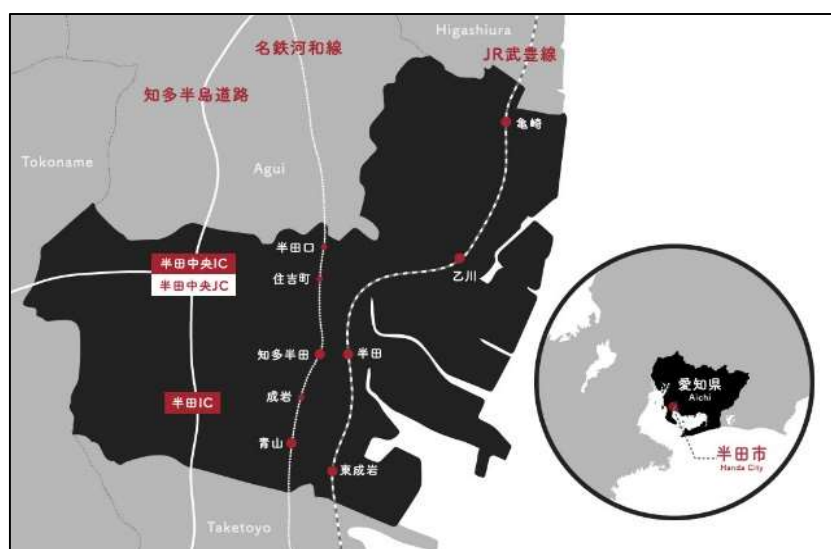 Higashiura
名鉄河和線
JR武豊線
知多半島道路
亀崎
Tokoname
Agui
半田口
乙川
半田中央IC
住吉町
半田中央JC
知多半田
半田
愛知県
Aichi
成岩
半田IC
青山
半田市
Handa City
東成岩
Taketoyo